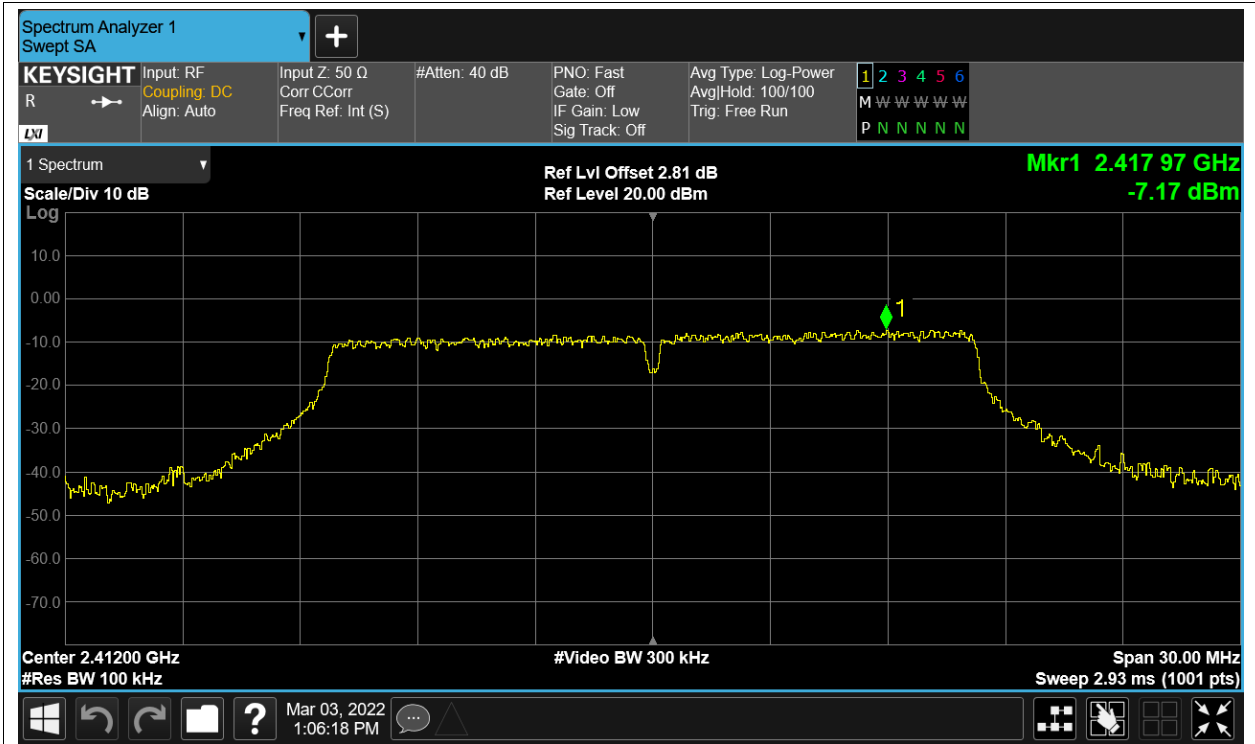 Spectrum Analyzer 1
Swept SA
+
KEYSIGHT
R
LXI
Input: RF
Coupling: DC
Align: Auto
Input Z: 50 Ω
Corr CCorr
Freq Ref: Int (S)
#Atten: 40 dB
PNO: Fast
Gate: Off
IF Gain: Low
Sig Track: Off
Avg Type: Log-Power
Avg|Hold: 100/100
Trig: Free Run
1 2 3 4 5 6
M W W W W W
P N N N N N
1 Spectrum
Scale/Div 10 dB
Ref Lvl Offset 2.81 dB
Ref Level 20.00 dBm
Mkr1 2.417 97 GHz
-7.17 dBm
Log
10.0
0.00
-10.0
-20.0
-30.0
-40.0
-50.0
-60.0
-70.0
1
Center 2.41200 GHz
#Video BW 300 kHz
Span 30.00 MHz
#Res BW 100 kHz
Sweep 2.93 ms (1001 pts)
?
Mar 03, 2022
1:06:18 PM